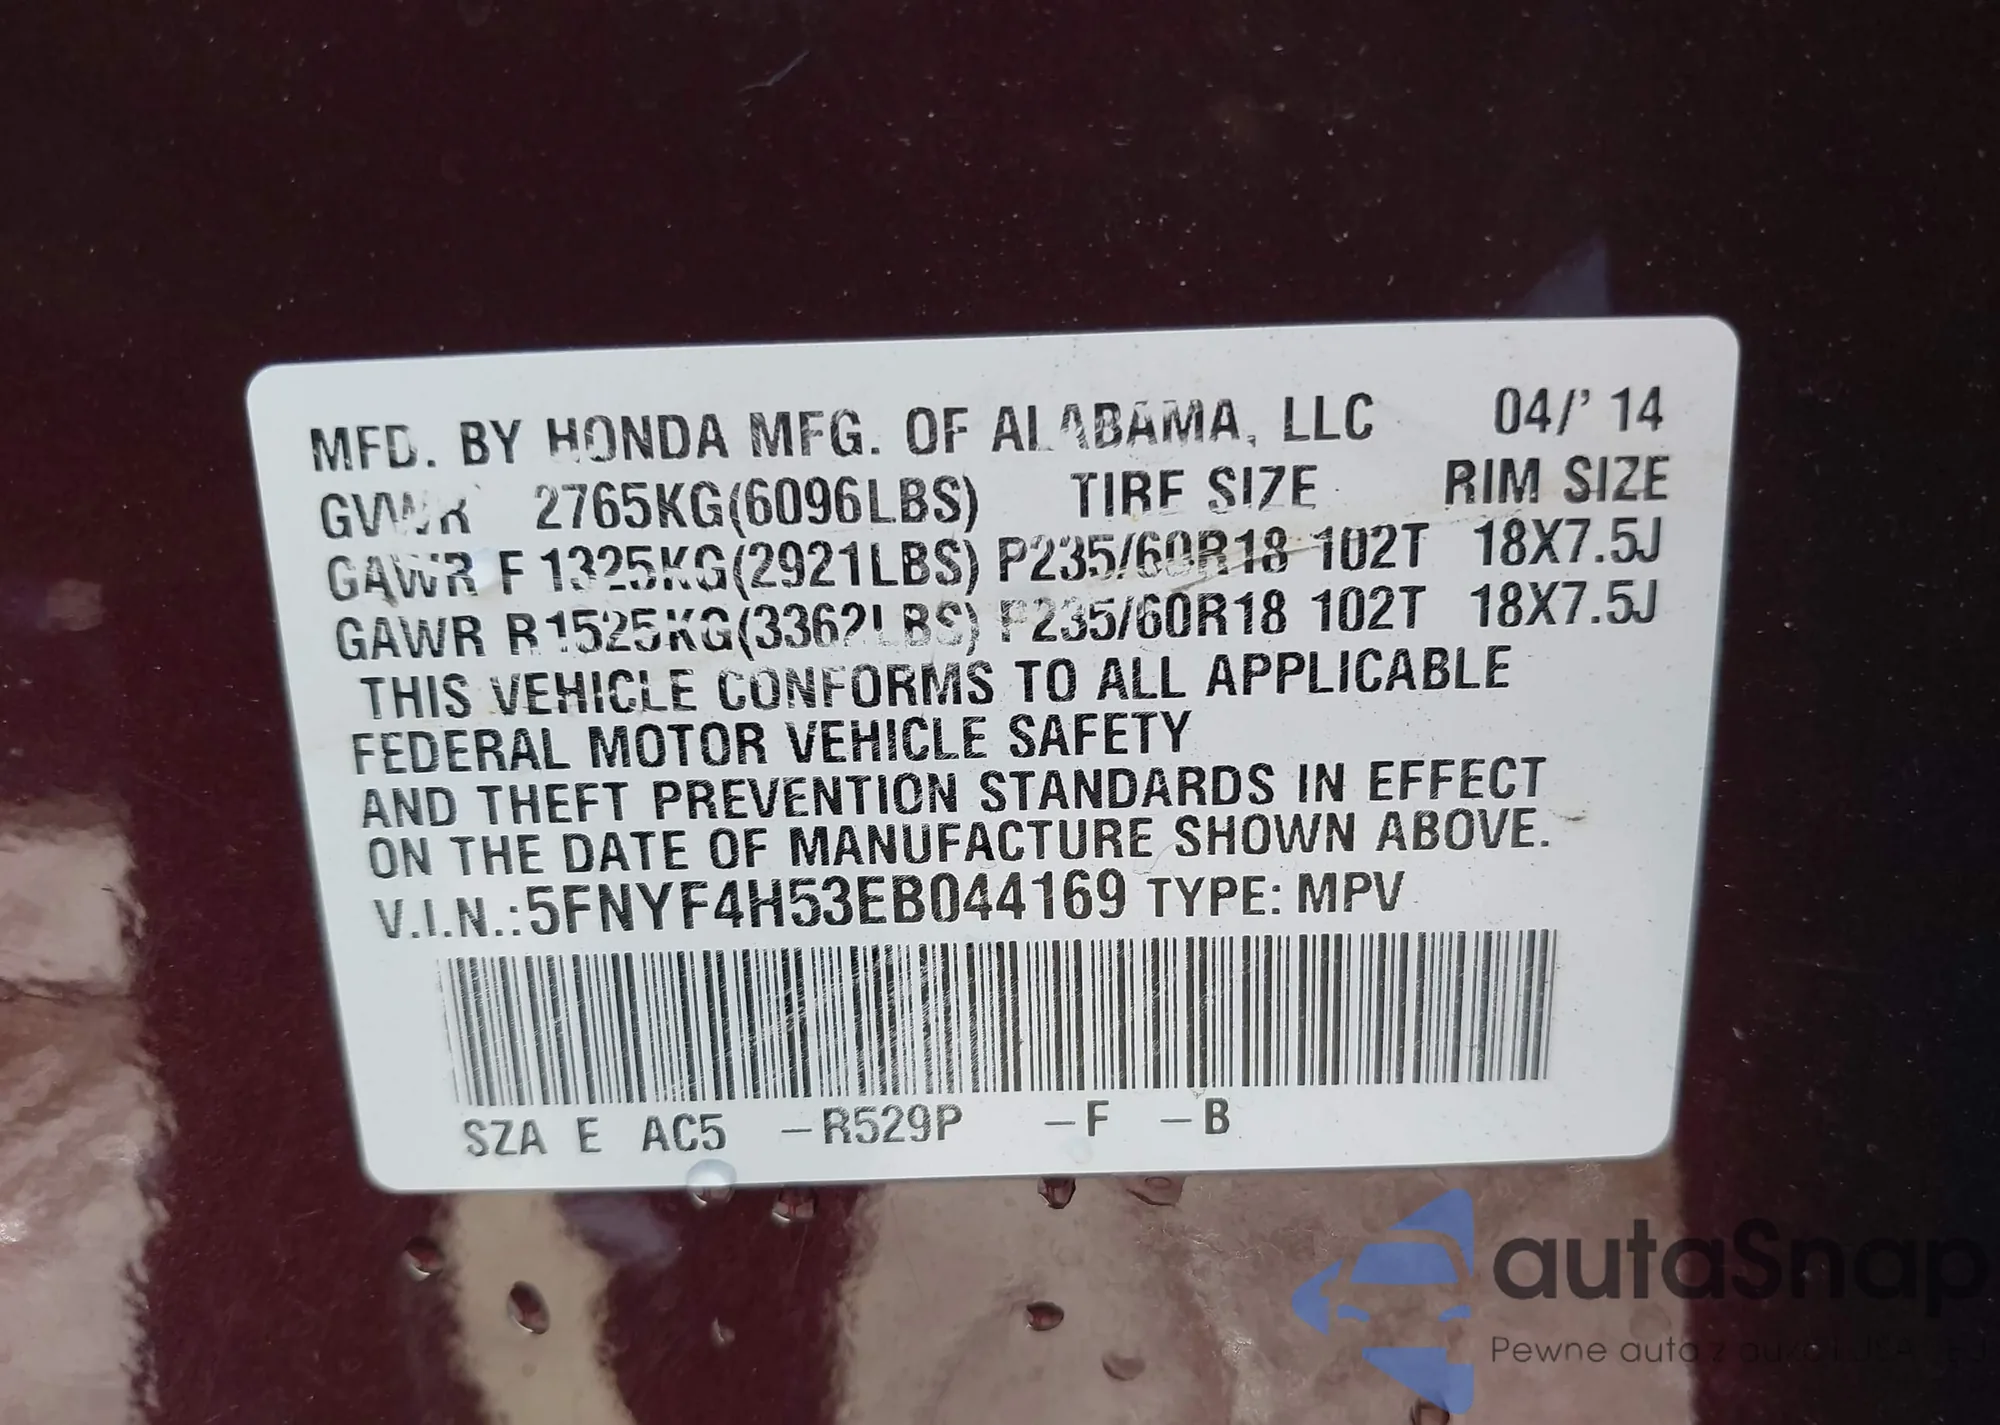 MFD. BY HONDA MFG. OF ALABAMA, LLC 04/'14
GVWR 2765KG(6096LBS) TIRE SIZE RIM SIZE
GAWR F 1325KG(2921LBS) P235/60R18 102T 18X7.5J
GAWR R1525KG(3362LBS) P235/60R18 102T 18X7.5J
THIS VEHICLE CONFORMS TO ALL APPLICABLE
FEDERAL MOTOR VEHICLE SAFETY
AND THEFT PREVENTION STANDARDS IN EFFECT
ON THE DATE OF MANUFACTURE SHOWN ABOVE.
V.I.N.:5FNYF4H53EB044169 TYPE: MPV
SZA E AC5 –R529P –F –B
autaSnap
Pewne auta z